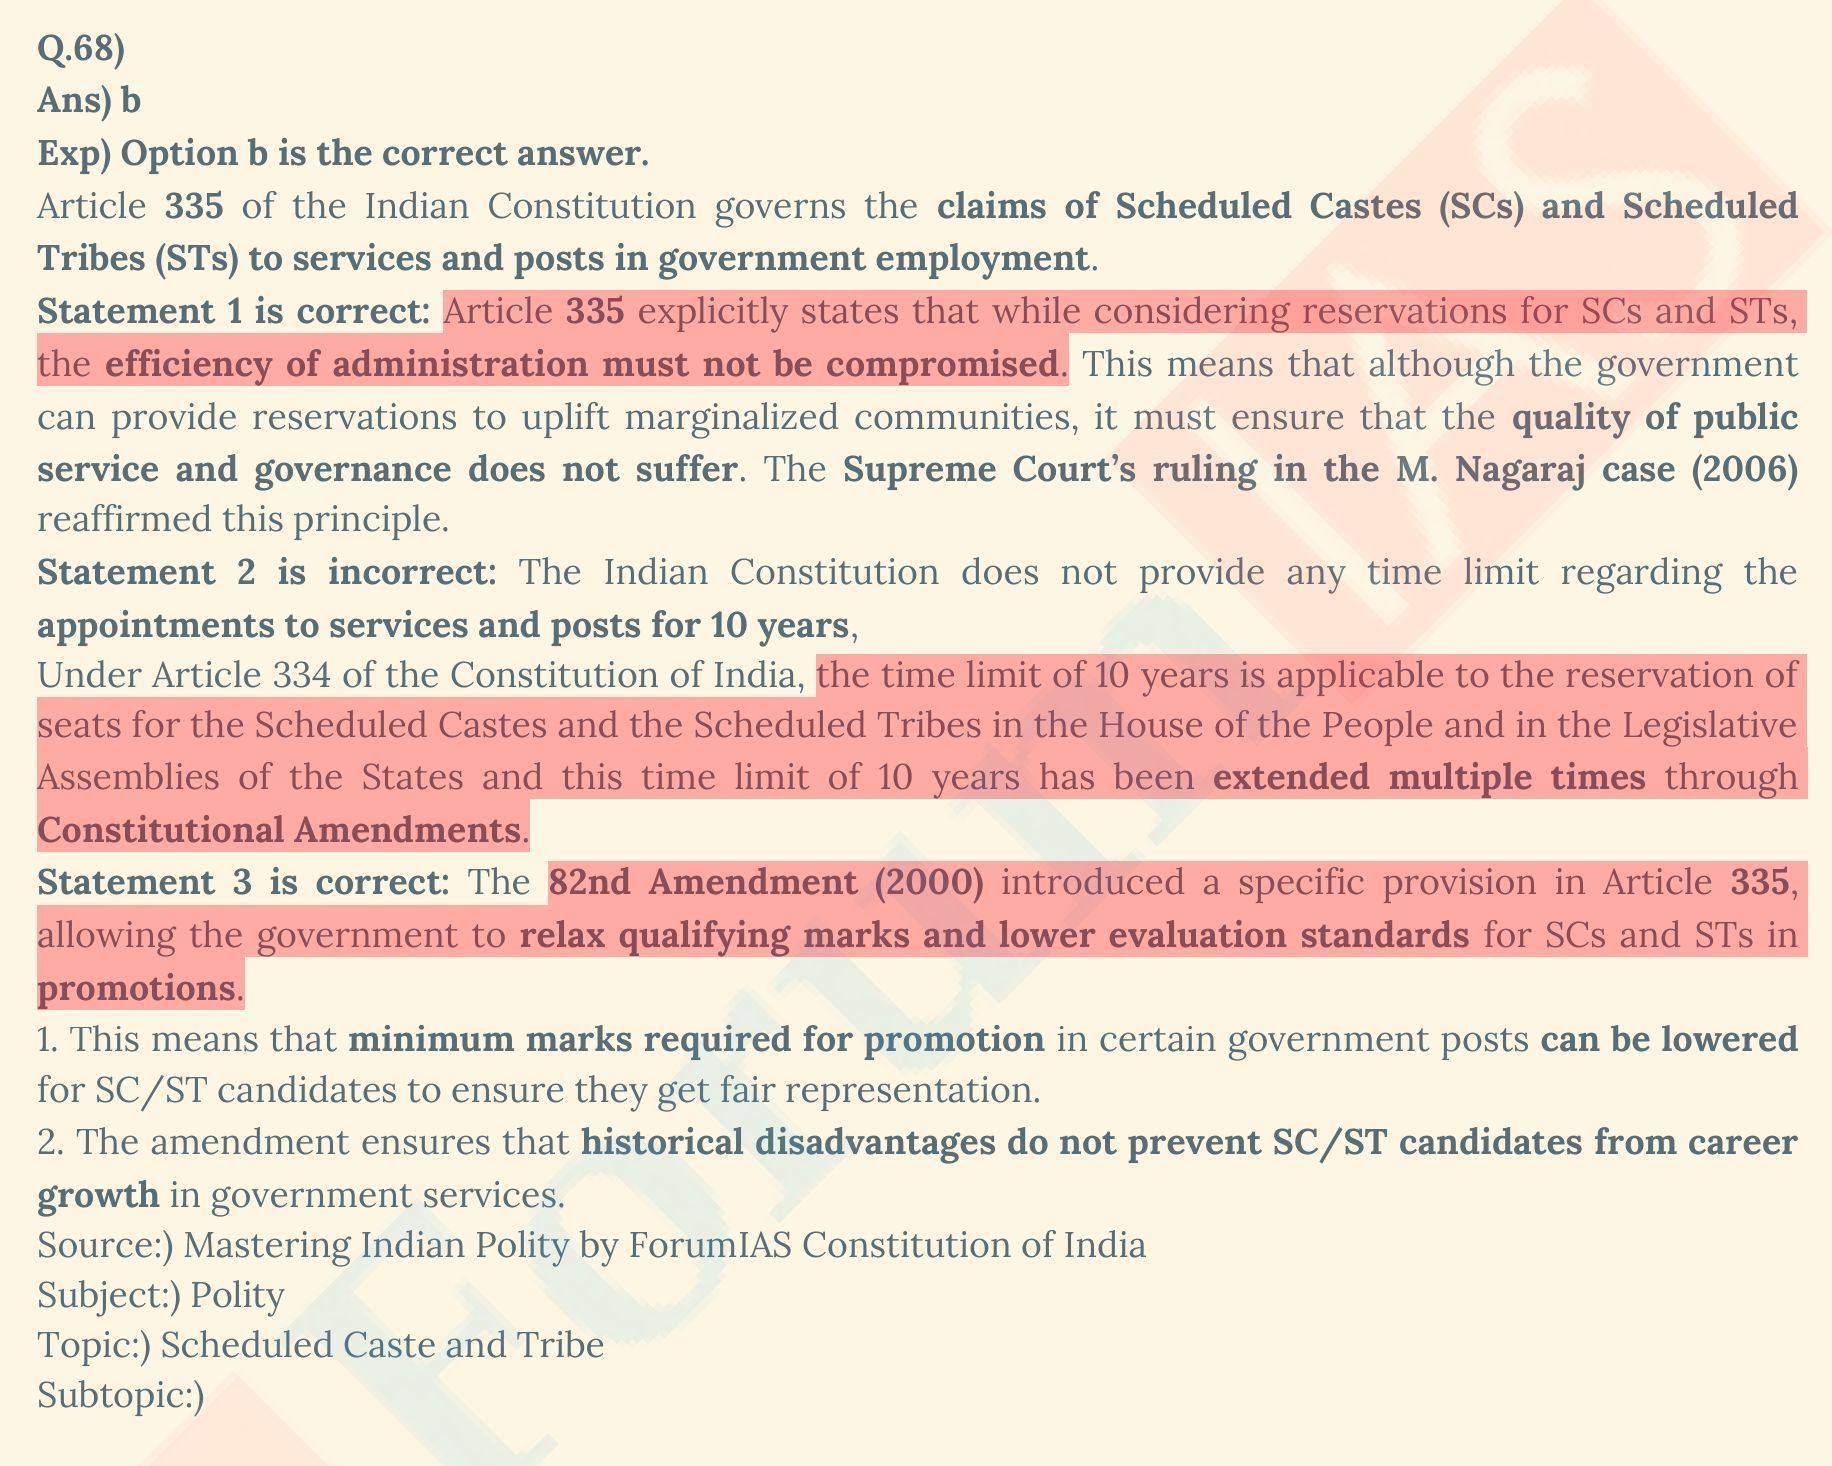 Q.68)
Ans) b
Exp) Option b is the correct answer.
Article 335 of the Indian Constitution governs the claims of Scheduled Castes (SCs) and Scheduled
Tribes (STs) to services and posts in government employment.
Statement 1 is correct: Article 335 explicitly states that while considering reservations for SCs and STs,
the efficiency of administration must not be compromised. This means that although the government
can provide reservations to uplift marginalized communities, it must ensure that the quality of public
service and governance does not suffer. The Supreme Court’s ruling in the M. Nagaraj case (2006)
reaffirmed this principle.
Statement 2 is incorrect: The Indian Constitution does not provide any time limit regarding the
appointments to services and posts for 10 years,
Under Article 334 of the Constitution of India, the time limit of 10 years is applicable to the reservation of
seats for the Scheduled Castes and the Scheduled Tribes in the House of the People and in the Legislative
Assemblies of the States and this time limit of 10 years has been extended multiple times through
Constitutional Amendments.
Statement 3 is correct: The 82nd Amendment (2000) introduced a specific provision in Article 335,
allowing the government to relax qualifying marks and lower evaluation standards for SCs and STs in
promotions.
1. This means that minimum marks required for promotion in certain government posts can be lowered
for SC/ST candidates to ensure they get fair representation.
2. The amendment ensures that historical disadvantages do not prevent SC/ST candidates from career
growth in government services.
Source:) Mastering Indian Polity by ForumIAS Constitution of India
Subject:) Polity
Topic:) Scheduled Caste and Tribe
Subtopic:)
Forum IAS